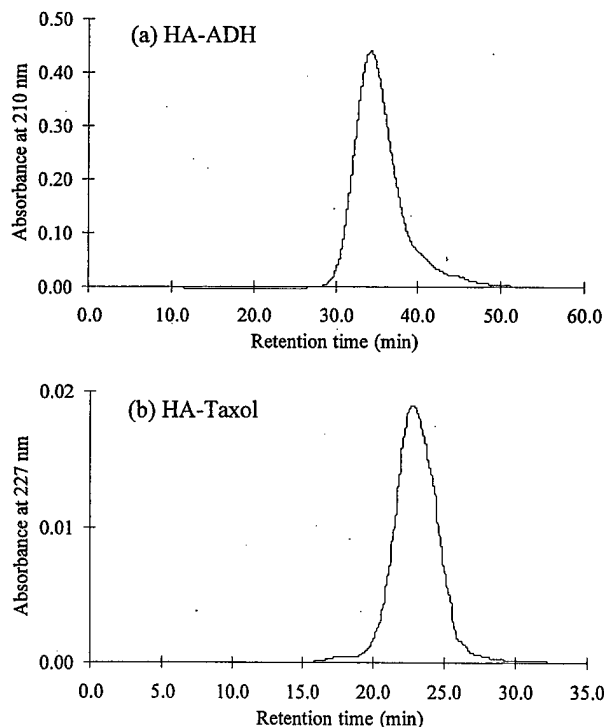 (a) HA-ADH
Absorbance at 210 nm
0.50
0.40
0.30
0.20
0.10
0.00
0.0 10.0 20.0 30.0 40.0 50.0 60.0
Retention time (min)
(b) HA-Taxol
Absorbance at 227 nm
0.02
0.01
0.00
0.0 5.0 10.0 15.0 20.0 25.0 30.0 35.0
Retention time (min)